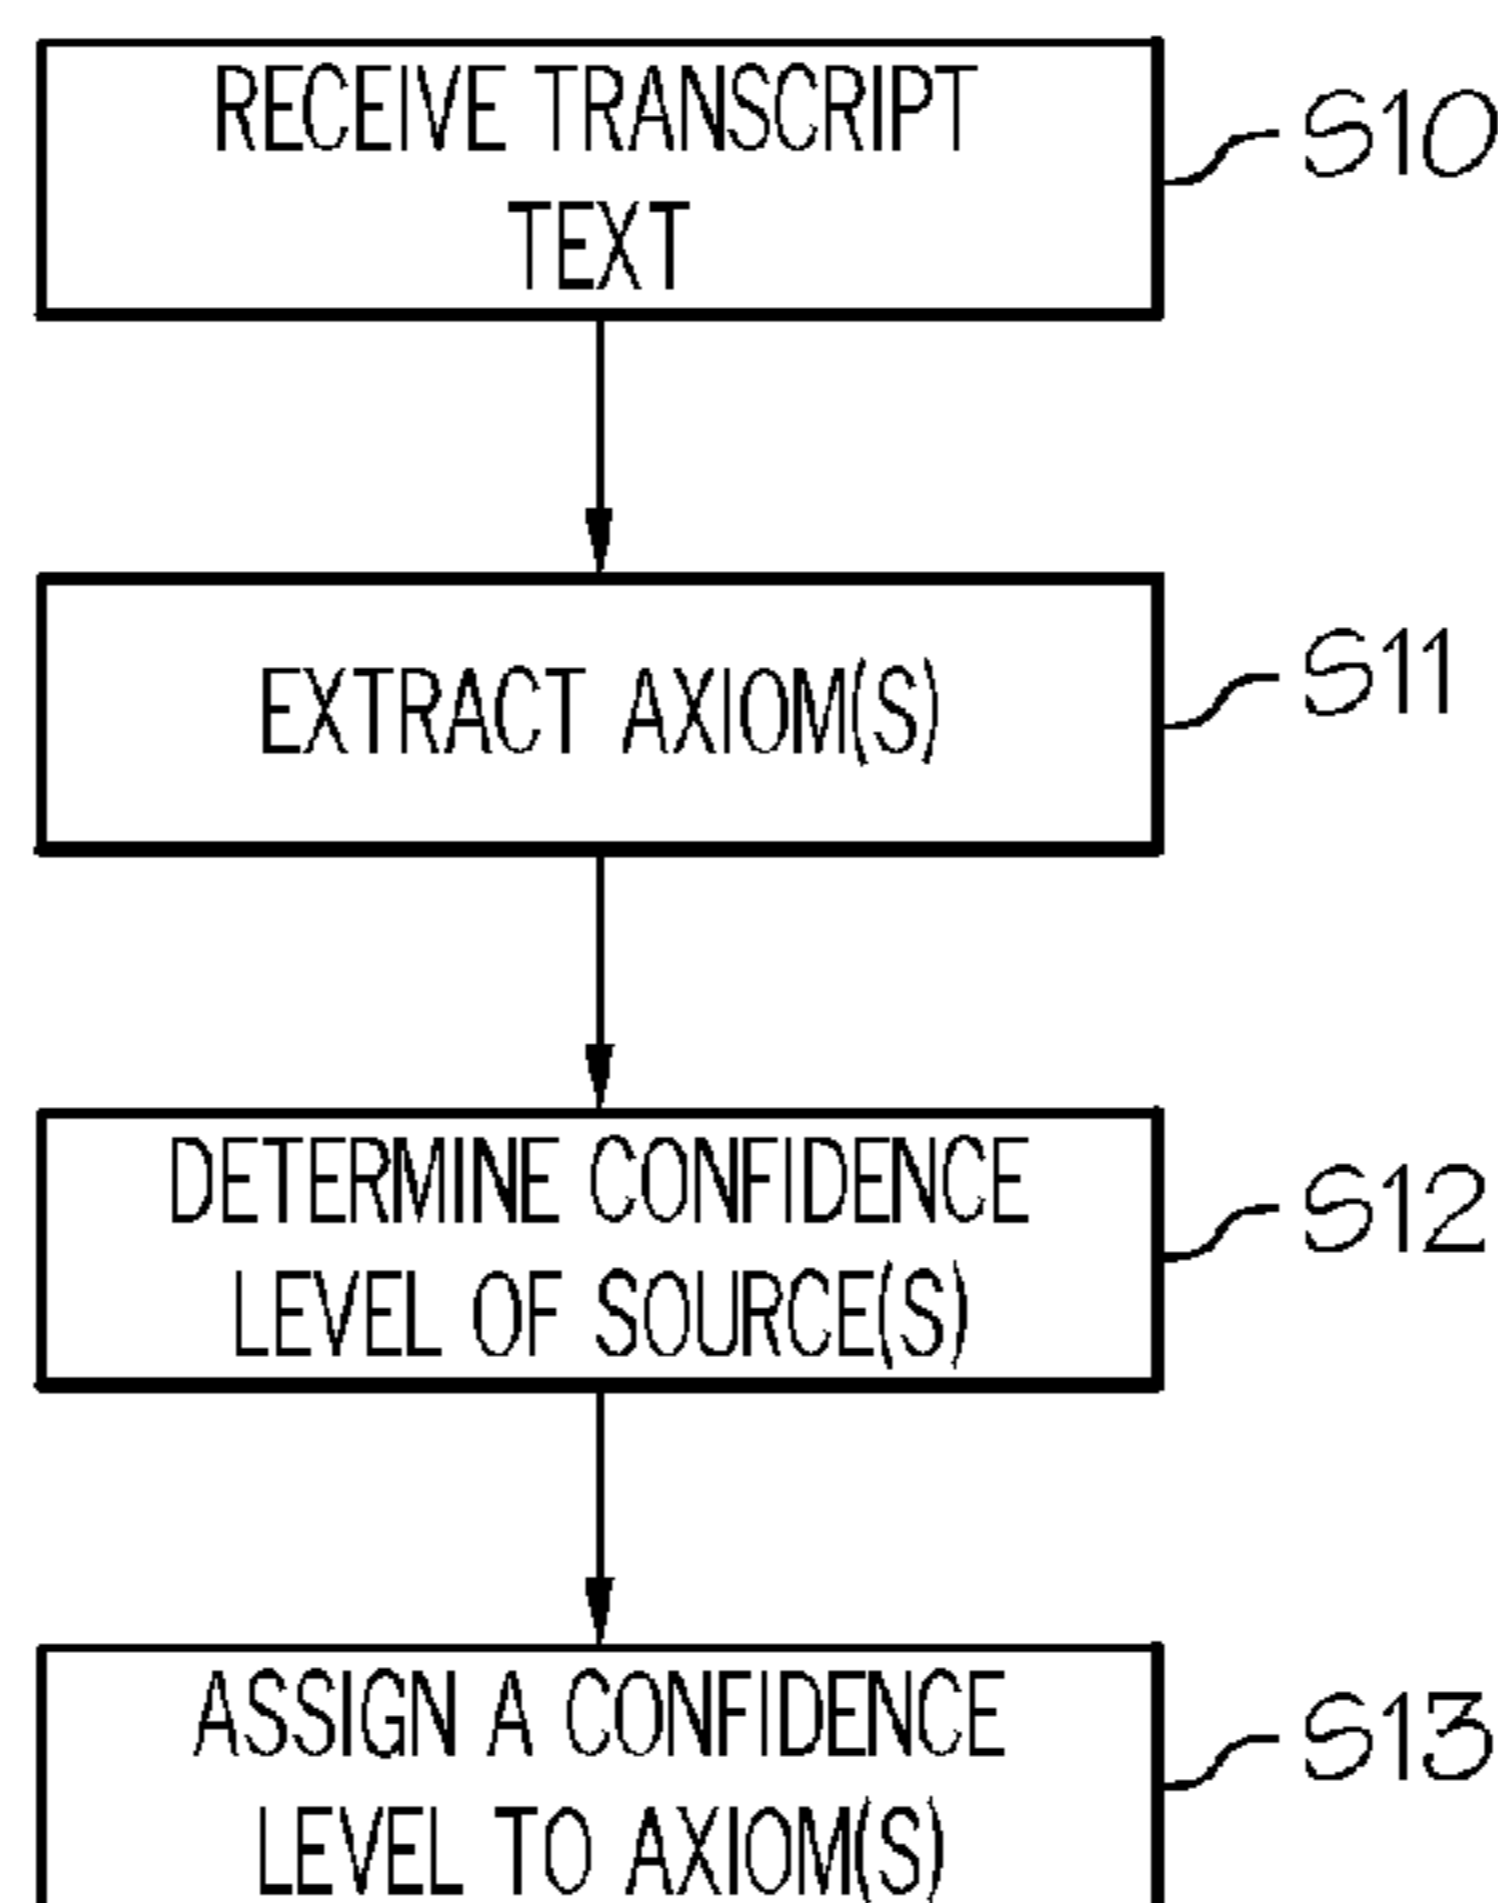 RECEIVE TRANSCRIPT
TEXT
S10
EXTRACT AXIOM(S)
S11
DETERMINE CONFIDENCE
LEVEL OF SOURCE(S)
S12
ASSIGN A CONFIDENCE
LEVEL TO AXIOM(S)
S13